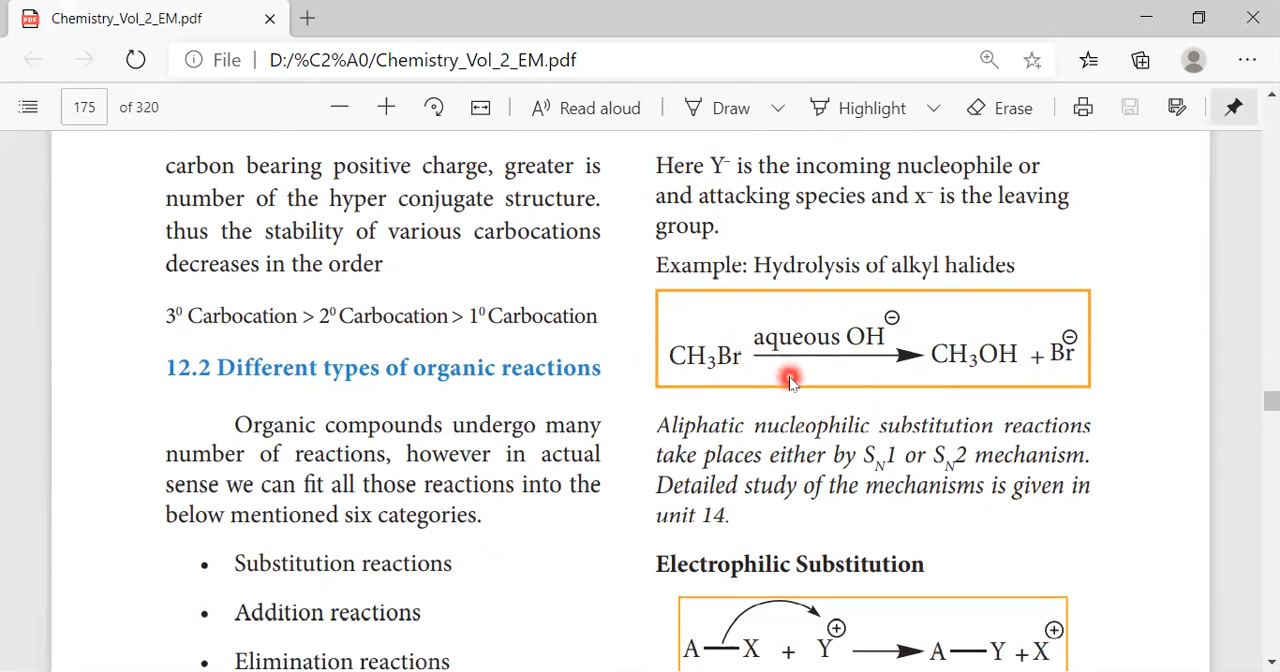 Chemistry_Vol_2_EM.pdf
File | D:/%C2%A0/Chemistry_Vol_2_EM.pdf
175 of 320 Read aloud Draw Highlight Erase
carbon bearing positive charge, greater is
number of the hyper conjugate structure.
thus the stability of various carbocations
decreases in the order
3⁰ Carbocation > 2⁰ Carbocation > 1⁰ Carbocation
12.2 Different types of organic reactions
Organic compounds undergo many
number of reactions, however in actual
sense we can fit all those reactions into the
below mentioned six categories.
• Substitution reactions
• Addition reactions
• Elimination reactions
Here Y⁻ is the incoming nucleophile or
and attacking species and x⁻ is the leaving
group.
Example: Hydrolysis of alkyl halides
aqueous OH⊖
CH₃Br → CH₃OH + Br⊖
Aliphatic nucleophilic substitution reactions
take places either by S_N1 or S_N2 mechanism.
Detailed study of the mechanisms is given in
unit 14.
Electrophilic Substitution
A—X + Y⊕ → A—Y + X⊕